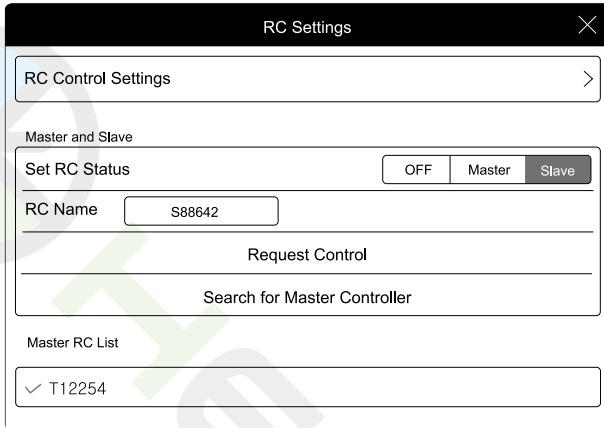 RC Settings
RC Control Settings
Master and Slave
Set RC Status OFF Master Slave
RC Name S88642
Request Control
Search for Master Controller
Master RC List
T12254